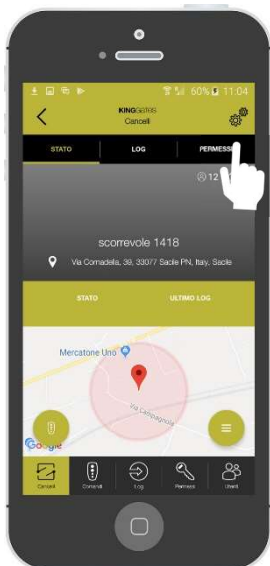 60% 11:04
KINGGATES
Cancelli
STATO LOG PERMESSI
12
scorrevole 1418
Via Cornadella, 39, 33077 Sacile PN, Italy, Sacile
STATO ULTIMO LOG
Mercatone Uno
Via Campagnola
Google
Cancelli Comandi Log Permessi Utenti